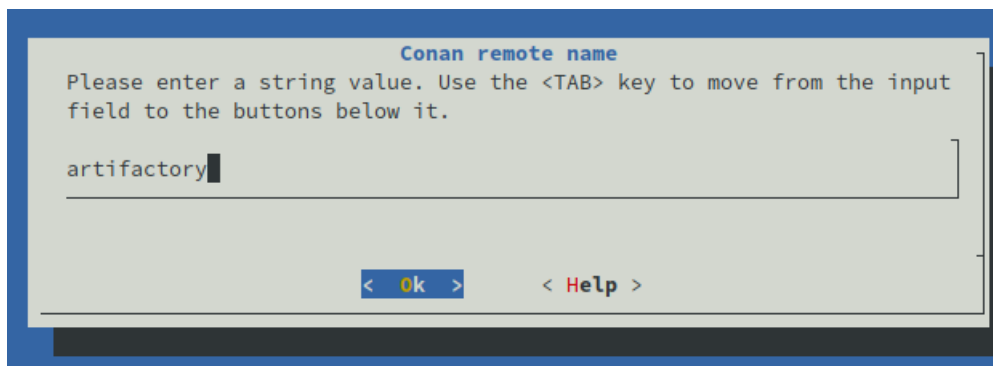 Conan remote name
Please enter a string value. Use the <TAB> key to move from the input
field to the buttons below it.
artifactory
< Ok > < Help >